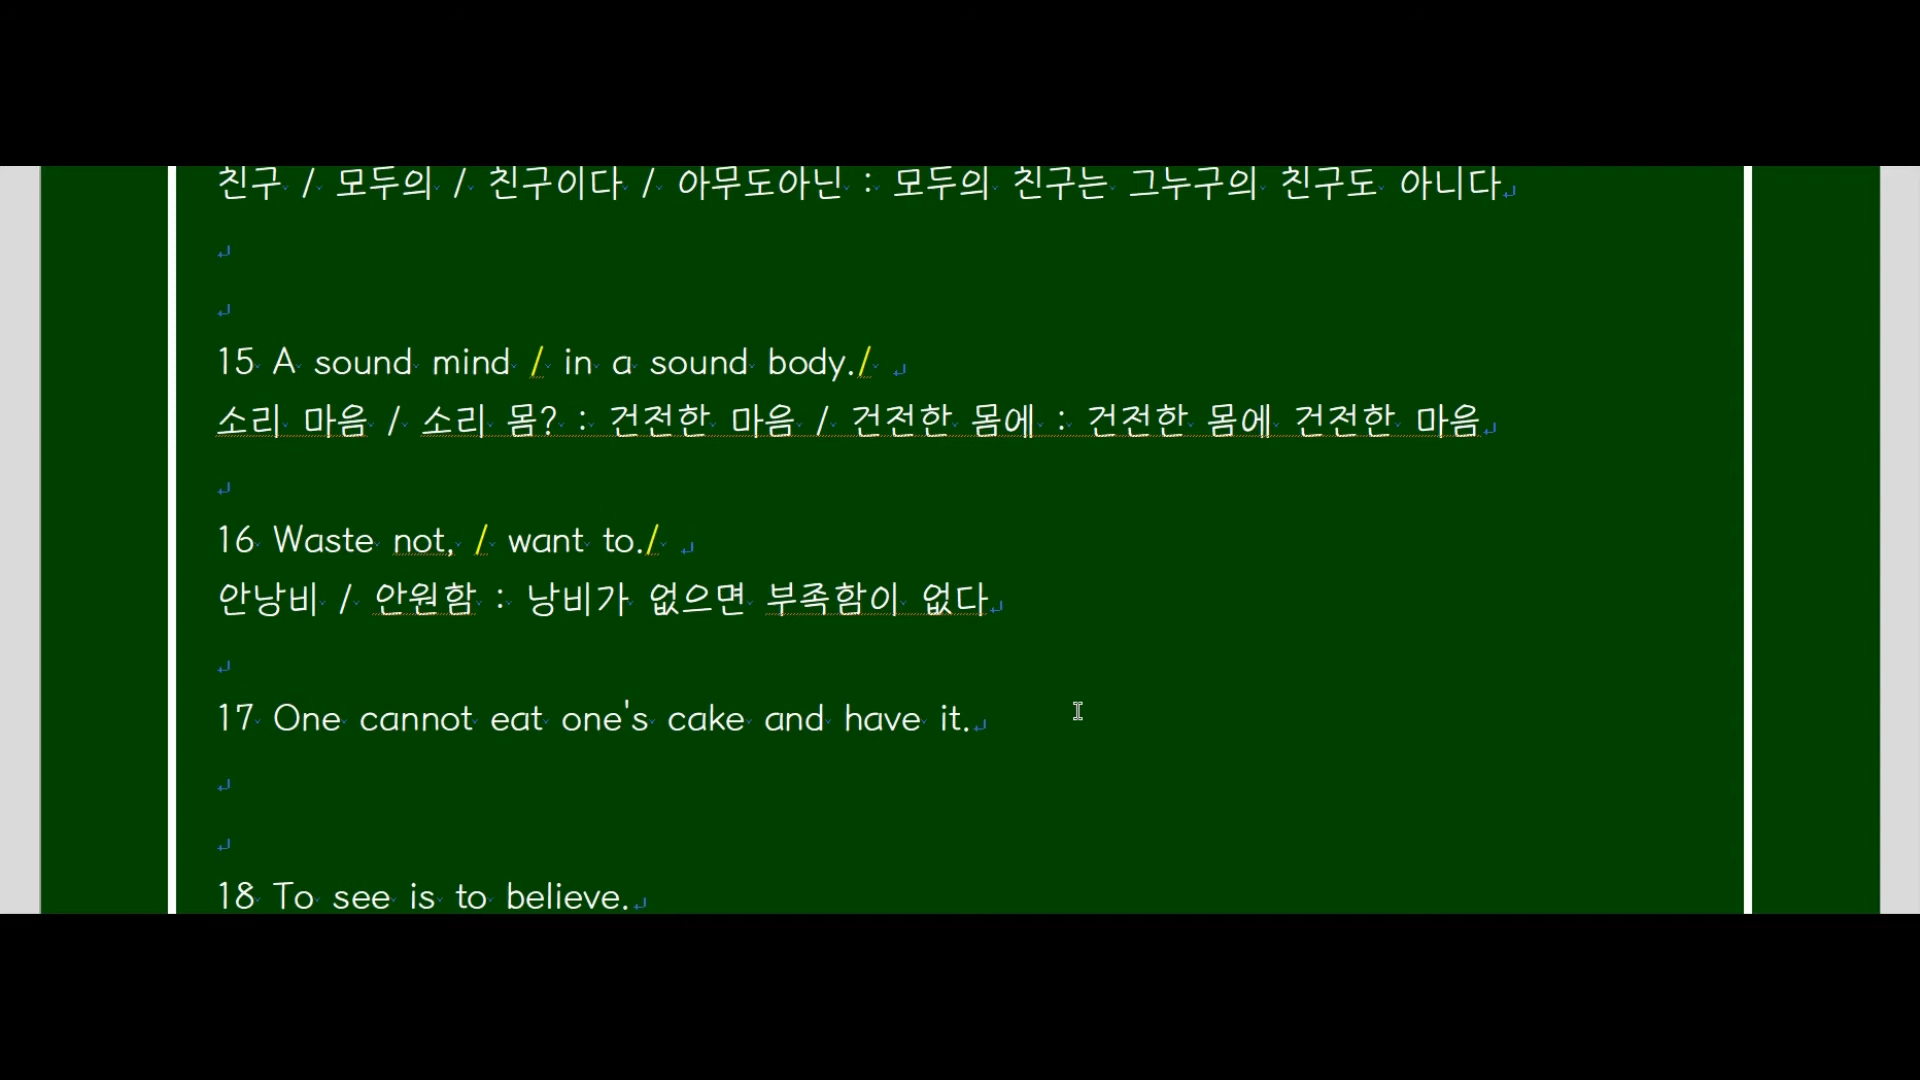 친구 / 모두의 / 친구이다 / 아무도아닌 : 모두의 친구는 그누구의 친구도 아니다
15 A sound mind / in a sound body./
소리 마음 / 소리 몸? : 건전한 마음 / 건전한 몸에 : 건전한 몸에 건전한 마음
16 Waste not, / want to./
안낭비 / 안원함 : 낭비가 없으면 부족함이 없다
17 One cannot eat one's cake and have it.
18 To see is to believe.